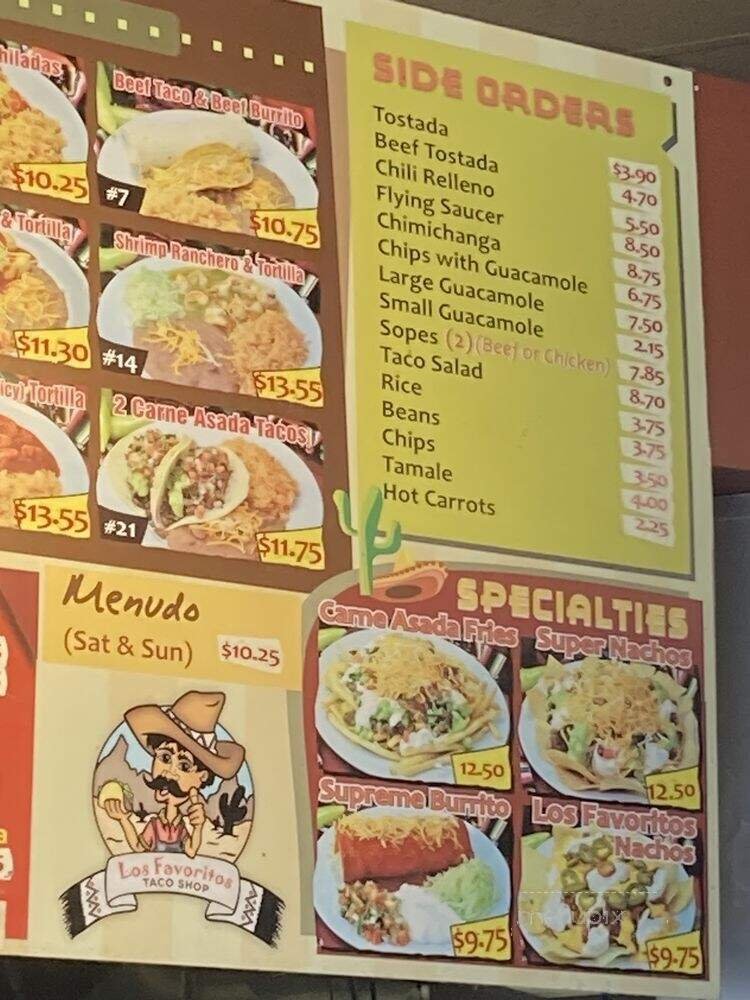 hiladas
$10.25
Beef Taco & Beef Burrito
#7
$10.75
& Tortilla
$11.30
Shrimp Ranchero & Tortilla
#14
$13.55
icy) Tortilla
$13.55
2 Carne Asada Tacos
#21
$11.75
SIDE ORDERS
Tostada $3.90
Beef Tostada 4.70
Chili Relleno 5.50
Flying Saucer 8.50
Chimichanga 8.75
Chips with Guacamole 6.75
Large Guacamole 7.50
Small Guacamole 2.15
Sopes (2)(Beef or Chicken) 7.85
Taco Salad 8.70
Rice 3.75
Beans 3.75
Chips 3.50
Tamale 4.00
Hot Carrots 2.25
Menudo
(Sat & Sun) $10.25
Los Favoritos
TACO SHOP
SPECIALTIES
Carne Asada Fries
12.50
Super Nachos
12.50
Supreme Burrito
$9.75
Los Favoritos
Nachos
$9.75